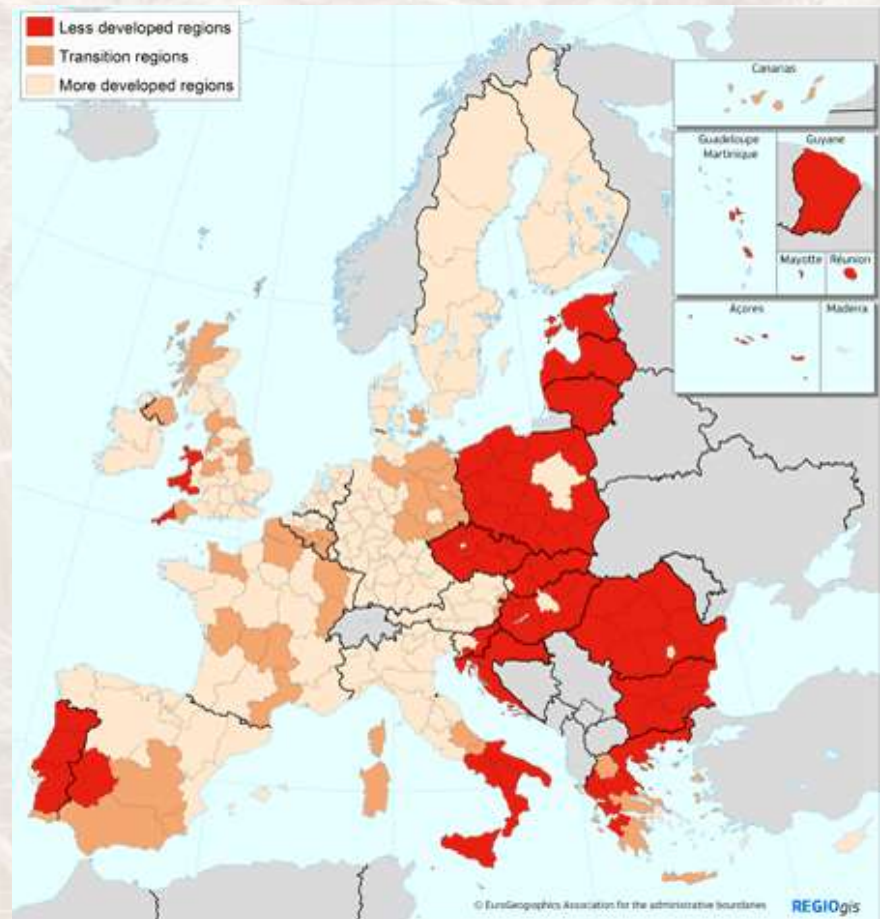 Less developed regions
Transition regions
More developed regions
Canarias
Guadeloupe
Martinique
Guyane
Mayotte
Réunion
Açores
Madeira
© EuroGeographics Association for the administrative boundaries
REGIOgis